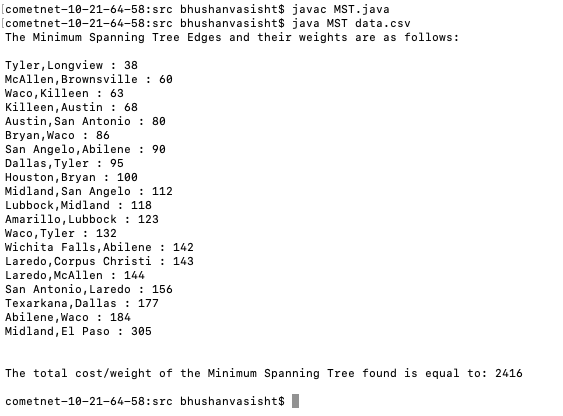 [cometnet-10-21-64-58:src bhushanvasisht$ javac MST.java
[cometnet-10-21-64-58:src bhushanvasisht$ java MST data.csv
The Minimum Spanning Tree Edges and their weights are as follows:
Tyler,Longview : 38
McAllen,Brownsville : 60
Waco,Killeen : 63
Killeen,Austin : 68
Austin,San Antonio : 80
Bryan,Waco : 86
San Angelo,Abilene : 90
Dallas,Tyler : 95
Houston,Bryan : 100
Midland,San Angelo : 112
Lubbock,Midland : 118
Amarillo,Lubbock : 123
Waco,Tyler : 132
Wichita Falls,Abilene : 142
Laredo,Corpus Christi : 143
Laredo,McAllen : 144
San Antonio,Laredo : 156
Texarkana,Dallas : 177
Abilene,Waco : 184
Midland,El Paso : 305
The total cost/weight of the Minimum Spanning Tree found is equal to: 2416
cometnet-10-21-64-58:src bhushanvasisht$